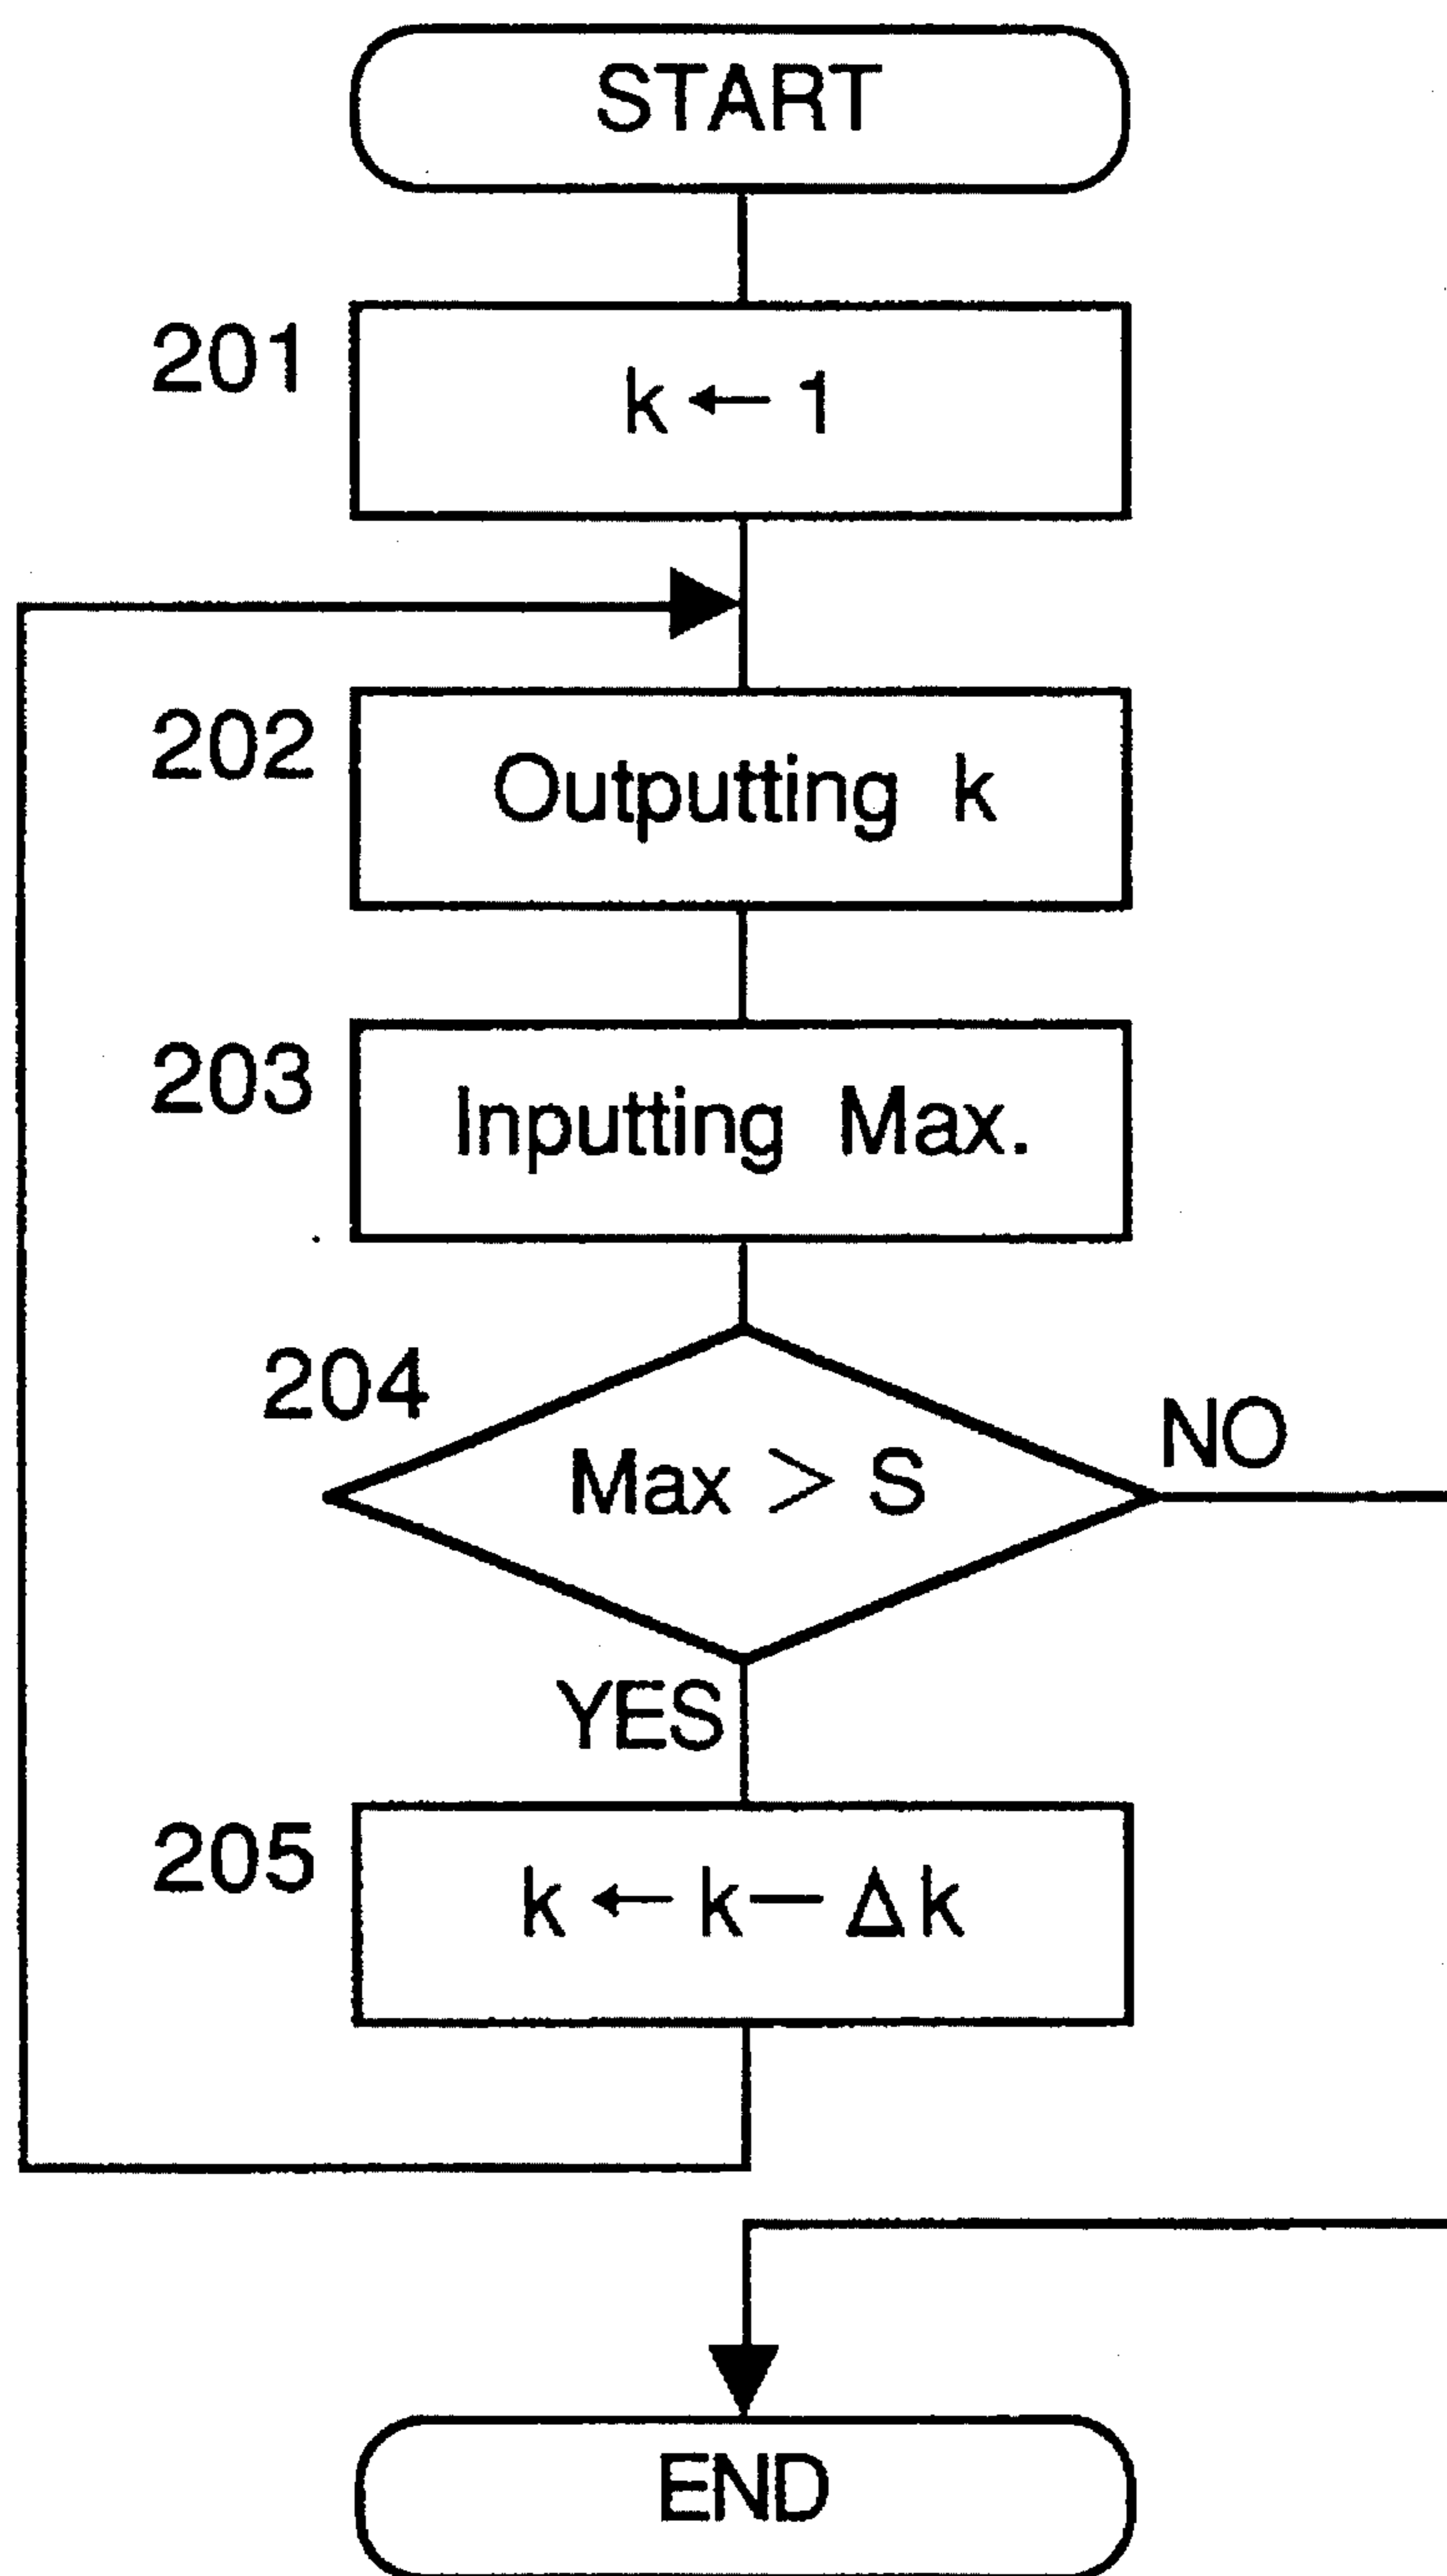 START
201
k ← 1
202
Outputting k
203
Inputting Max.
204
Max > S
NO
YES
205
k ← k − Δk
END